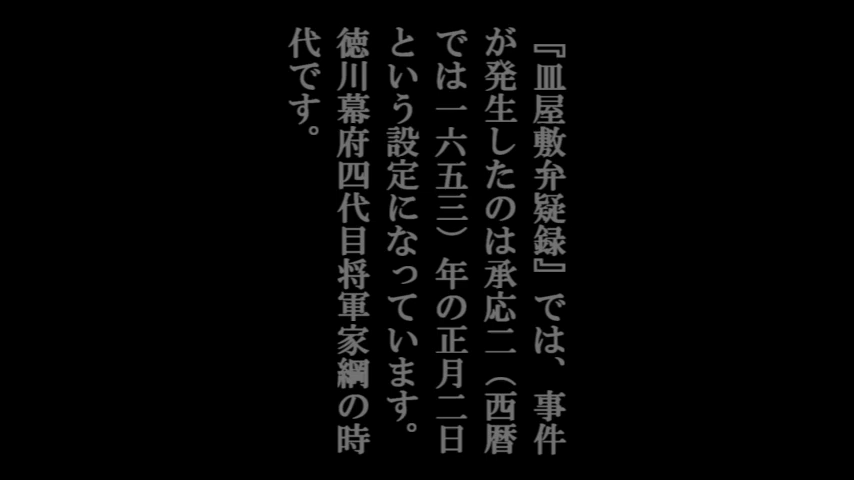 『皿屋敷弁疑録』では、事件
が発生したのは承応二（西暦
では一六五三）年の正月二日
という設定になっています。
徳川幕府四代目将軍家綱の時
代です。